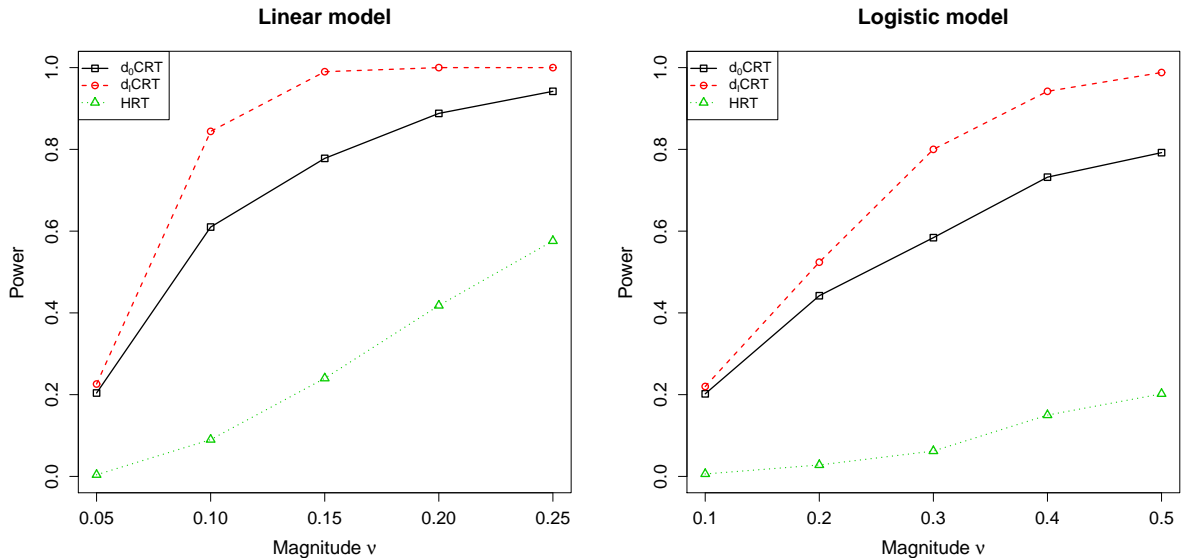 Linear model
Power
1.0
0.8
0.6
0.4
0.2
0.0
d₀CRT
dᵢCRT
HRT
0.05 0.10 0.15 0.20 0.25
Magnitude ν
Logistic model
Power
1.0
0.8
0.6
0.4
0.2
0.0
d₀CRT
dᵢCRT
HRT
0.1 0.2 0.3 0.4 0.5
Magnitude ν